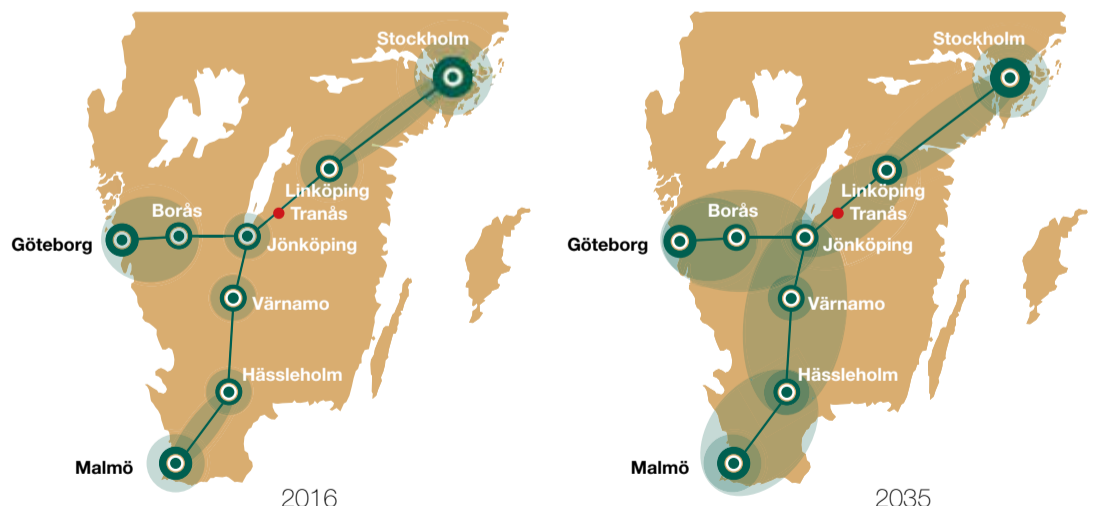 Stockholm
Linköping
Tranås
Borås
Göteborg
Jönköping
Värnamo
Hässleholm
Malmö
2016
Stockholm
Linköping
Tranås
Borås
Göteborg
Jönköping
Värnamo
Hässleholm
Malmö
2035